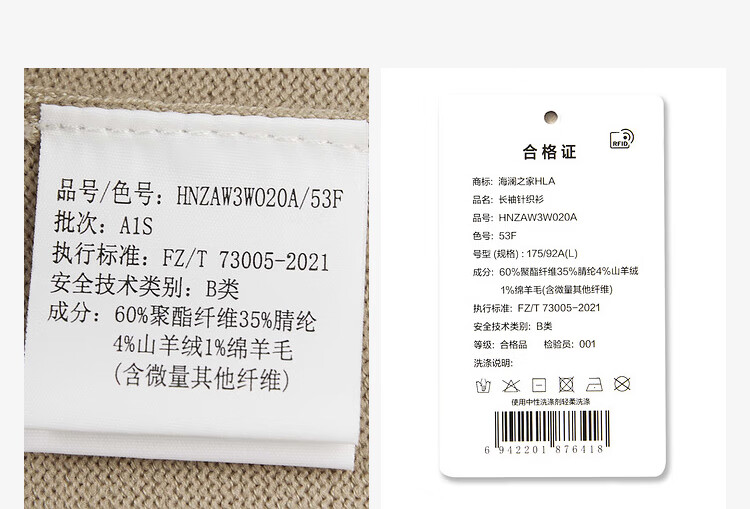 品号/色号: HNZAW3W020A/53F
批次: A1S
执行标准: FZ/T 73005-2021
安全技术类别: B类
成分: 60%聚酯纤维35%腈纶
4%山羊绒1%绵羊毛
(含微量其他纤维)
合格证
RFID
商标: 海澜之家HLA
品名: 长袖针织衫
品号: HNZAW3W020A
色号: 53F
号型 (规格) : 175/92A(L)
成分: 60%聚酯纤维35%腈纶4%山羊绒
1%绵羊毛(含微量其他纤维)
执行标准: FZ/T 73005-2021
安全技术类别: B类
等级: 合格品 检验员: 001
洗涤说明:
使用中性洗涤剂轻柔洗涤
6 942201 876418